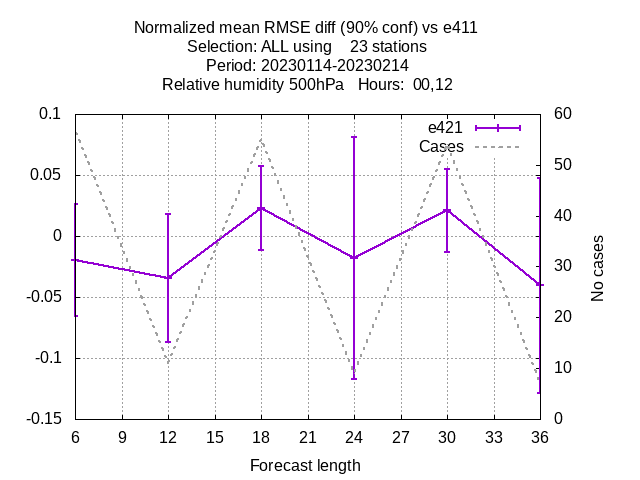 Normalized mean RMSE diff (90% conf) vs e411
Selection: ALL using    23 stations
Period: 20230114-20230214
Relative humidity 500hPa   Hours:  00,12
e421
Cases
0.1
0.05
0
-0.05
-0.1
-0.15
60
50
40
30
20
10
0
No cases
6 9 12 15 18 21 24 27 30 33 36
Forecast length